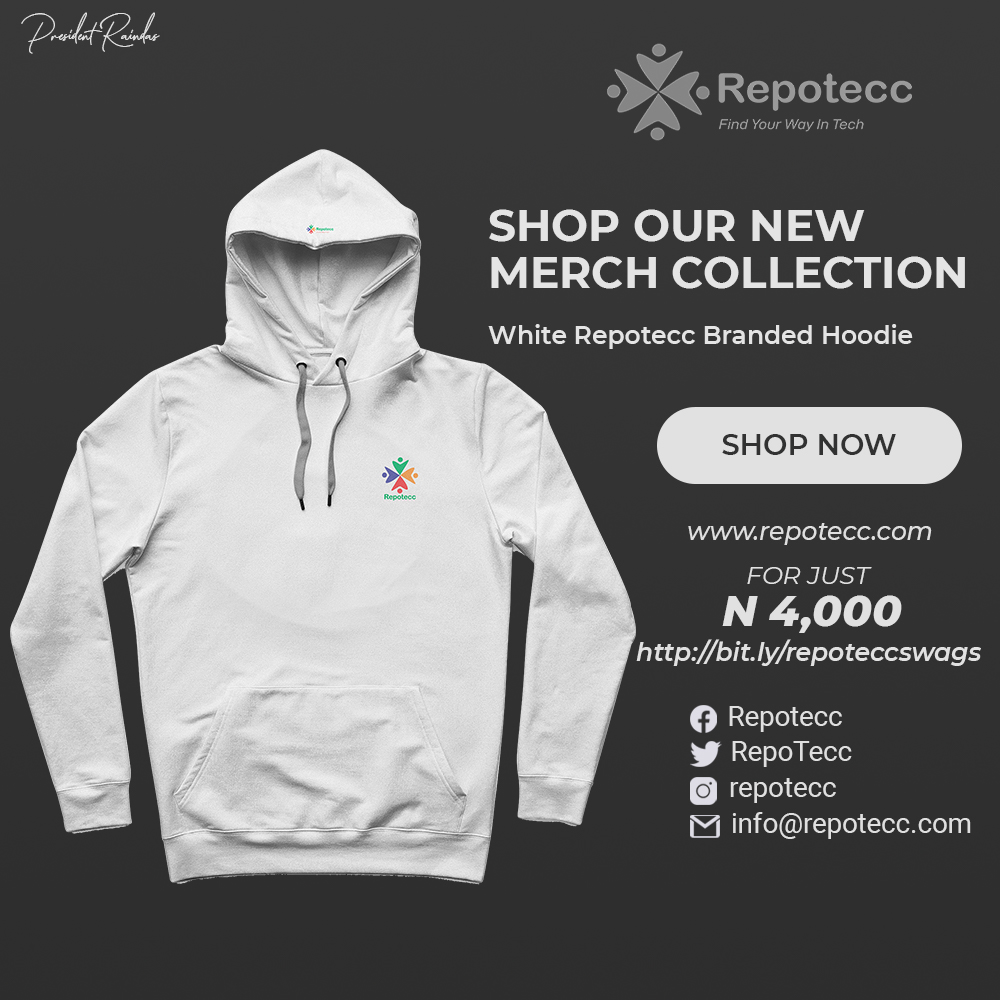 President Raindas
Repotecc
Find Your Way In Tech
SHOP OUR NEW
MERCH COLLECTION
White Repotecc Branded Hoodie
SHOP NOW
www.repotecc.com
FOR JUST
N 4,000
http://bit.ly/repoteccswags
Repotecc
RepoTecc
repotecc
info@repotecc.com
Repotecc
Repotecc